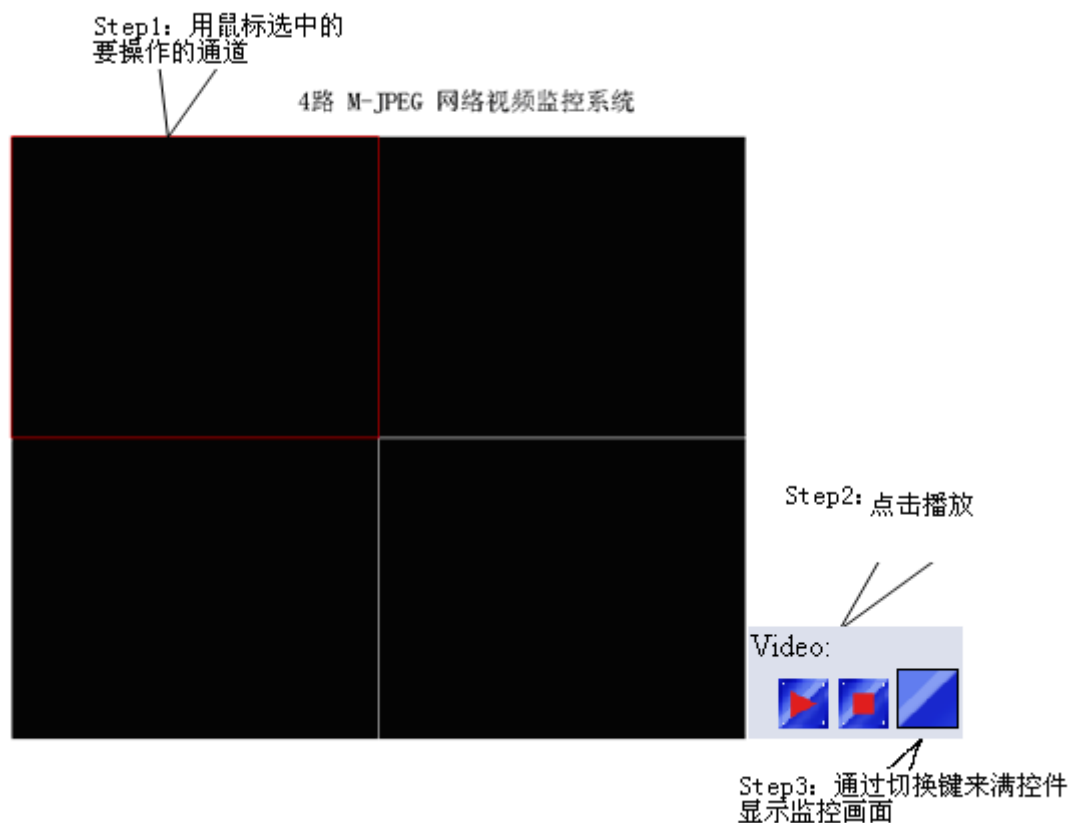 Step1: 用鼠标选中的
要操作的通道
4路 M-JPEG 网络视频监控系统
Step2: 点击播放
Video:
Step3: 通过切换键来满控件
显示监控画面